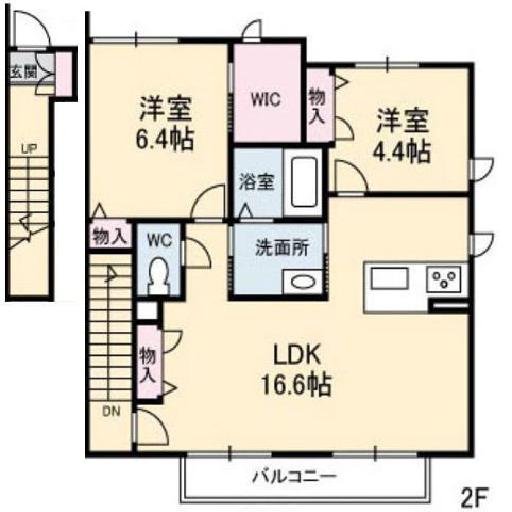 玄関
UP
洋室
6.4帖
WIC
物
入
洋室
4.4帖
浴室
物入
WC
洗面所
物
入
LDK
16.6帖
DN
バルコニー
2F